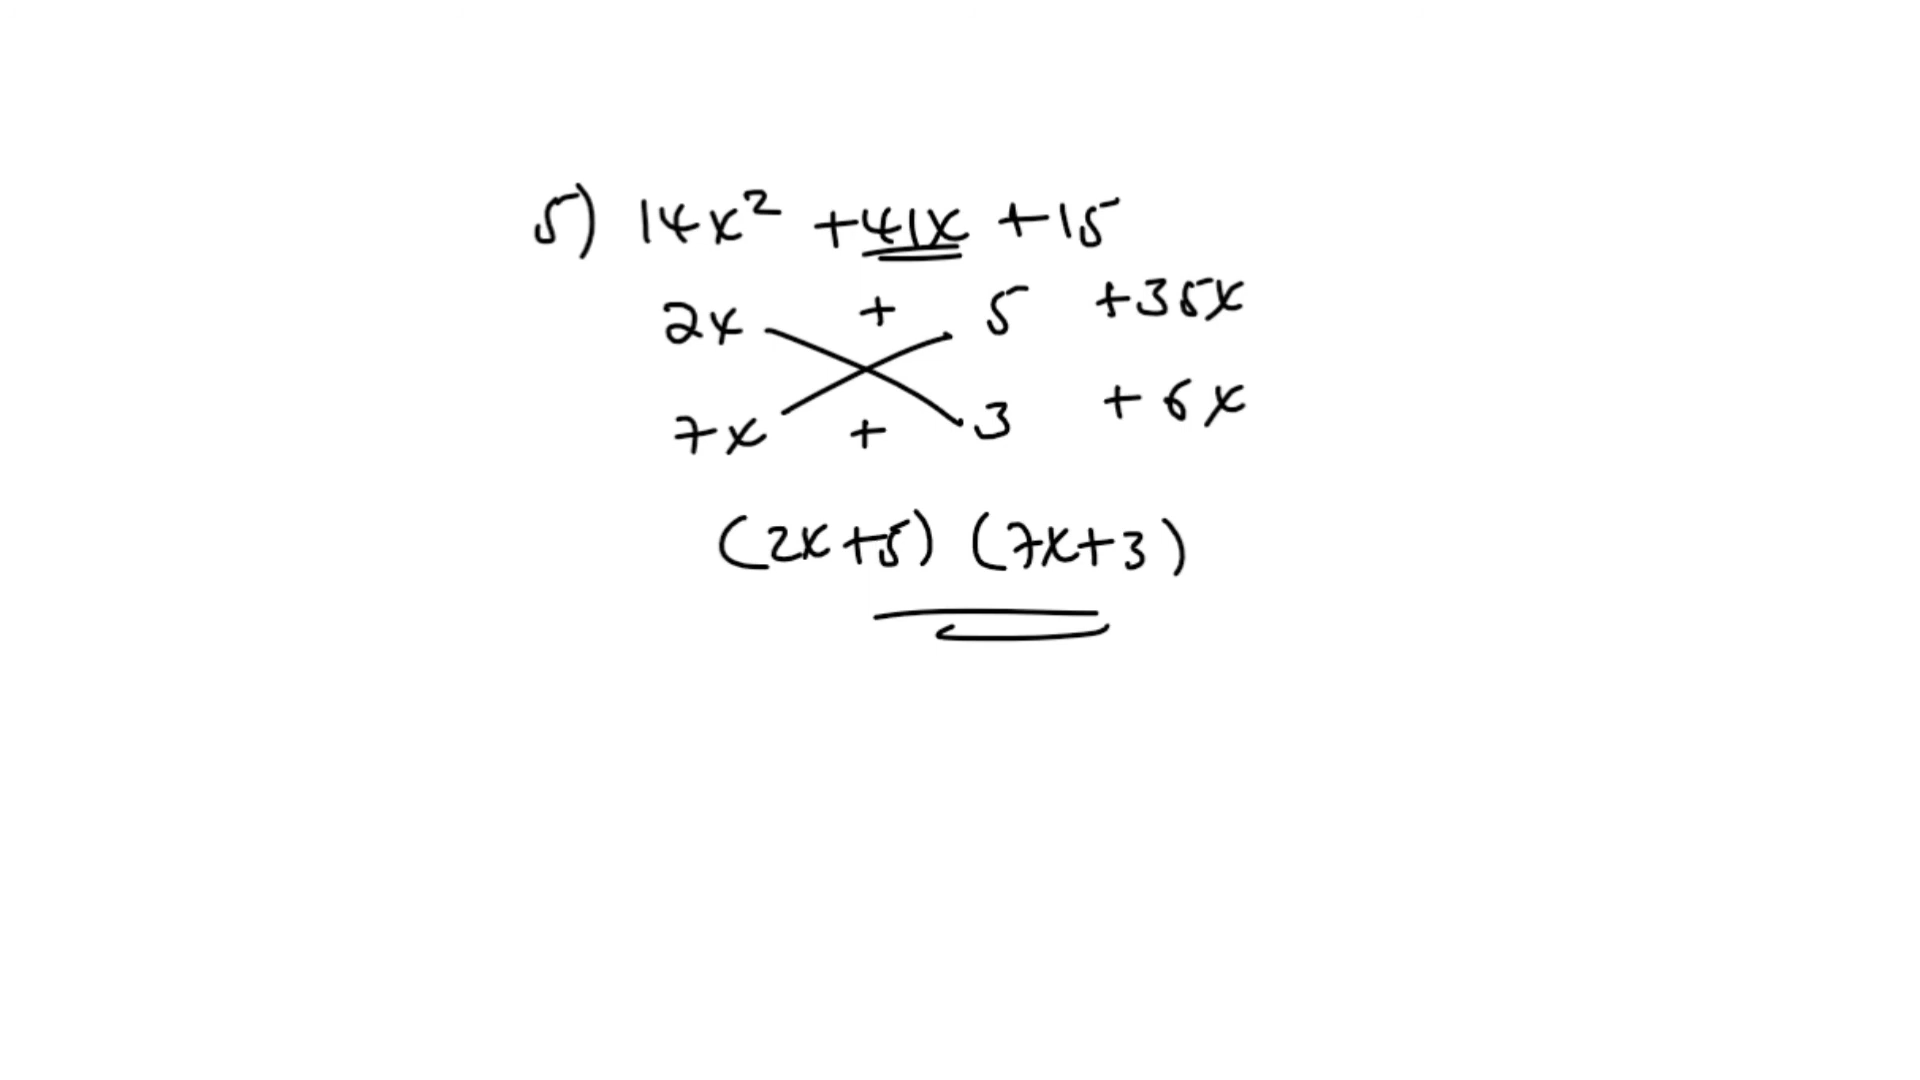 5) 14x² +41x +15
2x + 5 +35x
7x + 3 +6x
(2x+5) (7x+3)